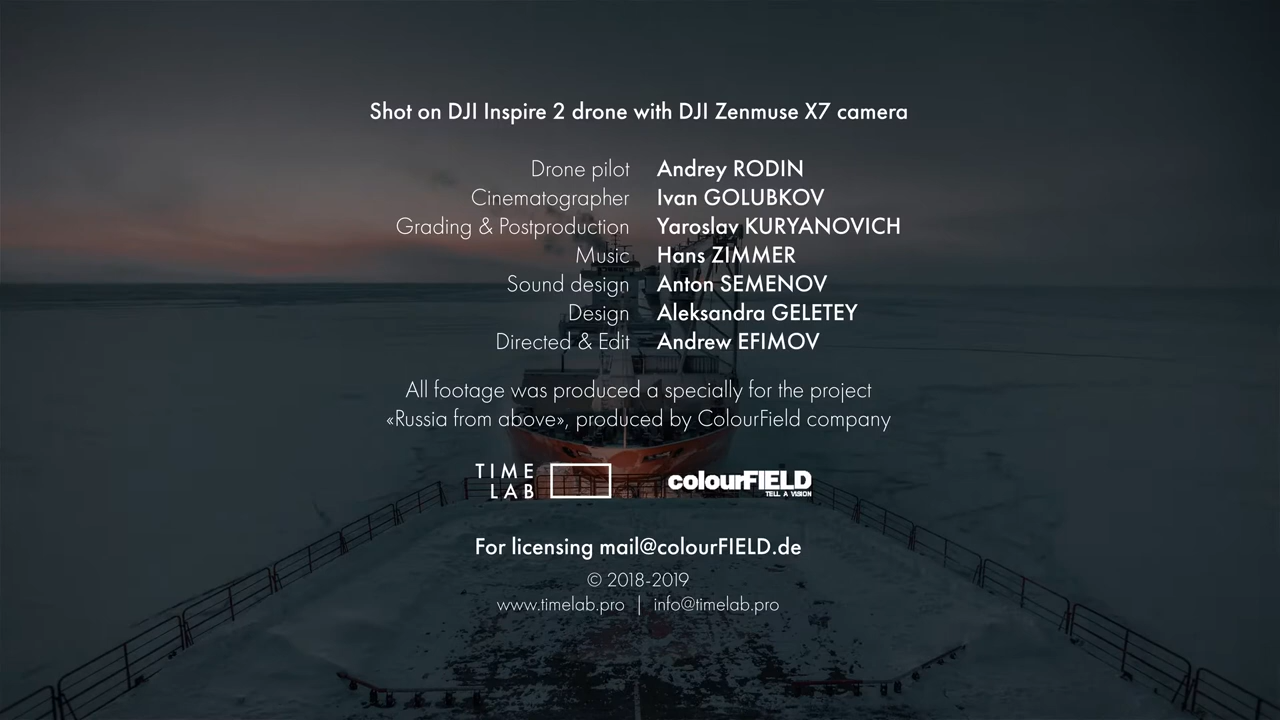 Shot on DJI Inspire 2 drone with DJI Zenmuse X7 camera
Drone pilot Andrey RODIN
Cinematographer Ivan GOLUBKOV
Grading & Postproduction Yaroslav KURYANOVICH
Music Hans ZIMMER
Sound design Anton SEMENOV
Design Aleksandra GELETEY
Directed & Edit Andrew EFIMOV
All footage was produced a specially for the project
«Russia from above», produced by ColourField company
TIME
LAB
colourFIELD
TELL A VISION
For licensing mail@colourFIELD.de
© 2018-2019
www.timelab.pro | info@timelab.pro